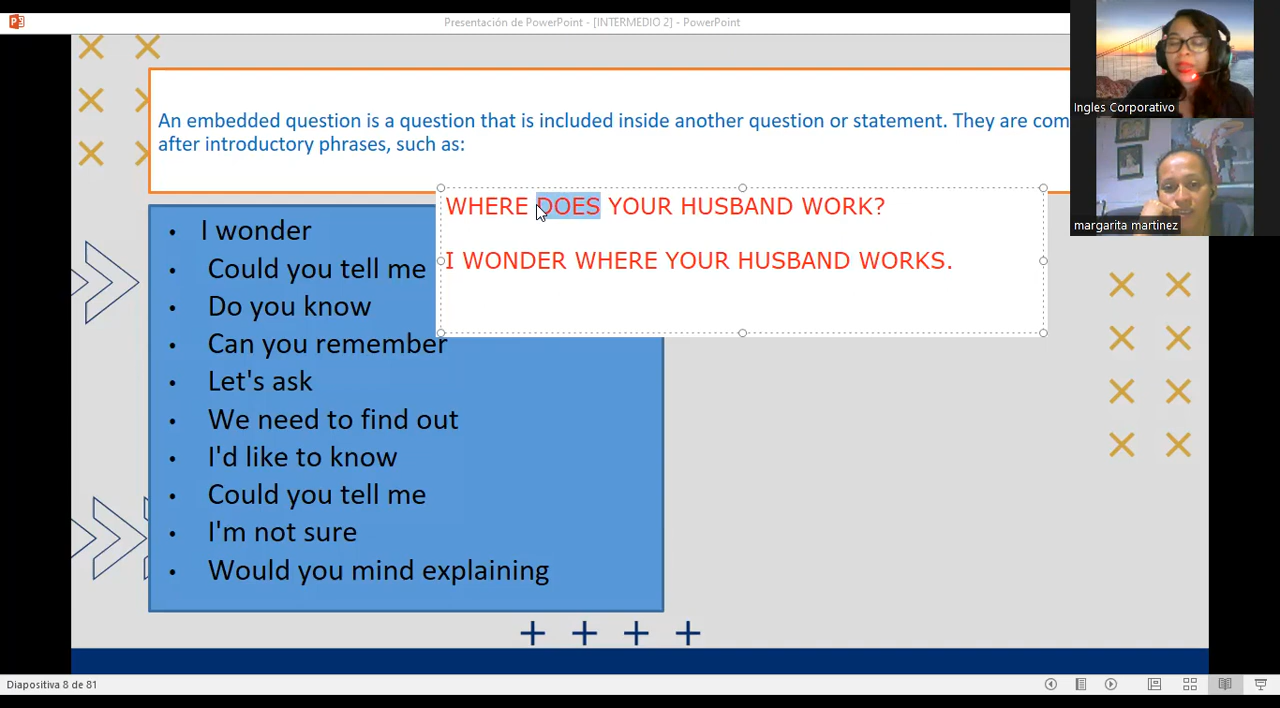 Presentación de PowerPoint - [INTERMEDIO 2] - PowerPoint
An embedded question is a question that is included inside another question or statement. They are com
after introductory phrases, such as:
WHERE DOES YOUR HUSBAND WORK?
I WONDER WHERE YOUR HUSBAND WORKS.
• I wonder
• Could you tell me
• Do you know
• Can you remember
• Let's ask
• We need to find out
• I'd like to know
• Could you tell me
• I'm not sure
• Would you mind explaining
Ingles Corporativo
margarita martinez
Diapositiva 8 de 81